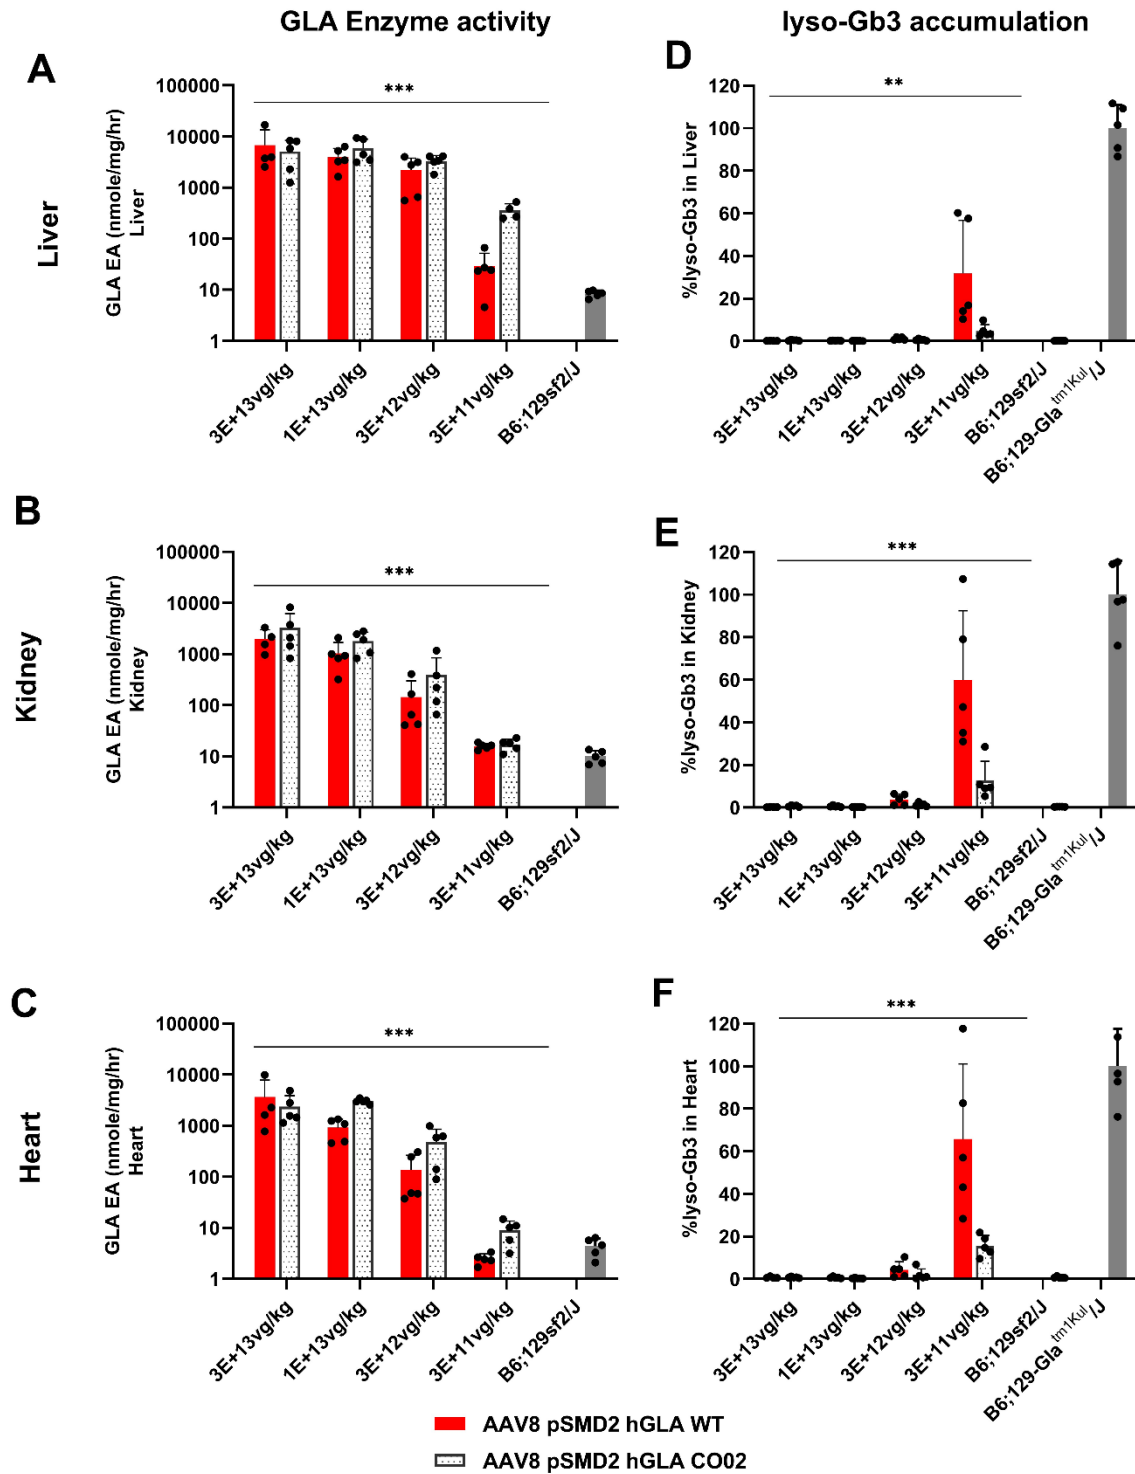 GLA Enzyme activity
lyso-Gb3 accumulation
A
Liver
GLA EA (nmole/mg/hr)
Liver
100000
10000
1000
100
10
1
***
3E+13vg/kg
1E+13vg/kg
3E+12vg/kg
3E+11vg/kg
B6;129sf2/J
D
%lyso-Gb3 in Liver
120
100
80
60
40
20
0
**
3E+13vg/kg
1E+13vg/kg
3E+12vg/kg
3E+11vg/kg
B6;129sf2/J
B6;129-Gla^tm1Kul/J
B
Kidney
GLA EA (nmole/mg/hr)
Kidney
100000
10000
1000
100
10
1
***
3E+13vg/kg
1E+13vg/kg
3E+12vg/kg
3E+11vg/kg
B6;129sf2/J
E
%lyso-Gb3 in Kidney
120
100
80
60
40
20
0
***
3E+13vg/kg
1E+13vg/kg
3E+12vg/kg
3E+11vg/kg
B6;129sf2/J
B6;129-Gla^tm1Kul/J
C
Heart
GLA EA (nmole/mg/hr)
Heart
100000
10000
1000
100
10
1
***
3E+13vg/kg
1E+13vg/kg
3E+12vg/kg
3E+11vg/kg
B6;129sf2/J
F
%lyso-Gb3 in Heart
120
100
80
60
40
20
0
***
3E+13vg/kg
1E+13vg/kg
3E+12vg/kg
3E+11vg/kg
B6;129sf2/J
B6;129-Gla^tm1Kul/J
AAV8 pSMD2 hGLA WT
AAV8 pSMD2 hGLA CO02